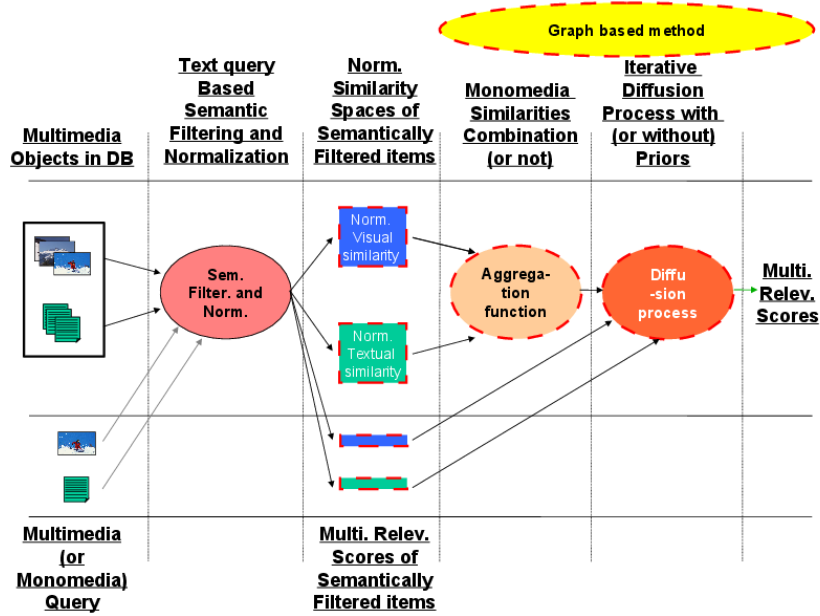 Graph based method
Text query
Based
Semantic
Filtering and
Normalization
Norm.
Similarity
Spaces of
Semantically
Filtered items
Monomedia
Similarities
Combination
(or not)
Iterative
Diffusion
Process with
(or without)
Priors
Multimedia
Objects in DB
Norm.
Visual
similarity
Sem.
Filter. and
Norm.
Aggrega-
tion
function
Diffu
-sion
process
Multi.
Relev.
Scores
Norm.
Textual
similarity
Multimedia
(or
Monomedia)
Query
Multi. Relev.
Scores of
Semantically
Filtered items